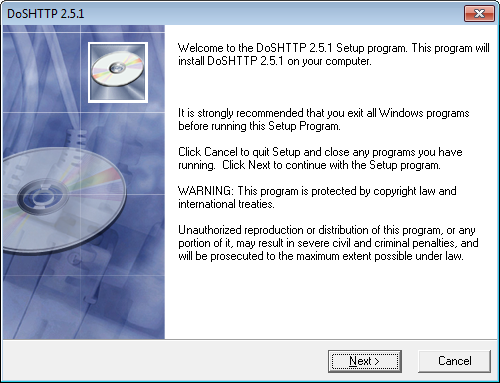 DoSHTTP 2.5.1
Welcome to the DoSHTTP 2.5.1 Setup program. This program will
install DoSHTTP 2.5.1 on your computer.
It is strongly recommended that you exit all Windows programs
before running this Setup Program.
Click Cancel to quit Setup and close any programs you have
running. Click Next to continue with the Setup program.
WARNING: This program is protected by copyright law and
international treaties.
Unauthorized reproduction or distribution of this program, or any
portion of it, may result in severe civil and criminal penalties, and
will be prosecuted to the maximum extent possible under law.
Next >
Cancel